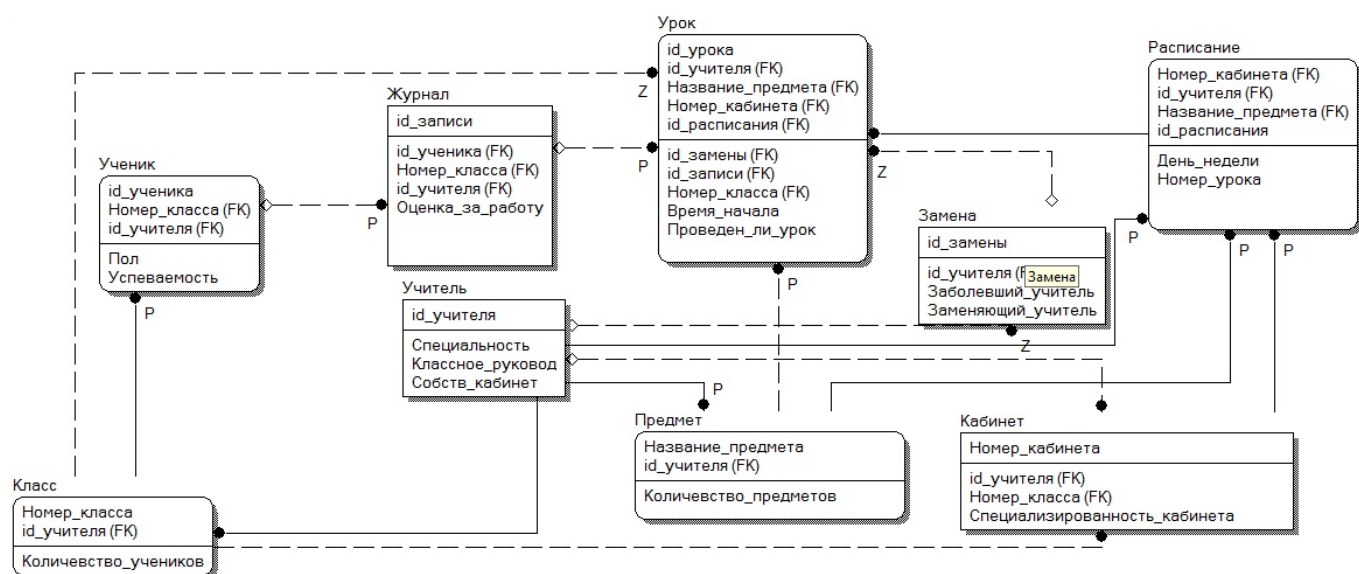 Урок
id_урока
id_учителя (FK)
Название_предмета (FK)
Номер_кабинета (FK)
id_расписания (FK)
id_замены (FK)
id_записи (FK)
Номер_класса (FK)
Время_начала
Проведен_ли_урок
Расписание
Номер_кабинета (FK)
id_учителя (FK)
Название_предмета (FK)
id_расписания
День_недели
Номер_урока
Журнал
id_записи
id_ученика (FK)
Номер_класса (FK)
id_учителя (FK)
Оценка_за_работу
Ученик
id_ученика
Номер_класса (FK)
id_учителя (FK)
Пол
Успеваемость
Z
P
P
Z
P
P
P
P
P
Z
P
Замена
id_замены
id_учителя (
Замена
Заболевший_учитель
Заменяющий_учитель
Учитель
id_учителя
Специальность
Классное_руковод
Собств_кабинет
Предмет
Название_предмета
id_учителя (FK)
Количевство_предметов
Кабинет
Номер_кабинета
id_учителя (FK)
Номер_класса (FK)
Специализированность_кабинета
Класс
Номер_класса
id_учителя (FK)
Количевство_учеников